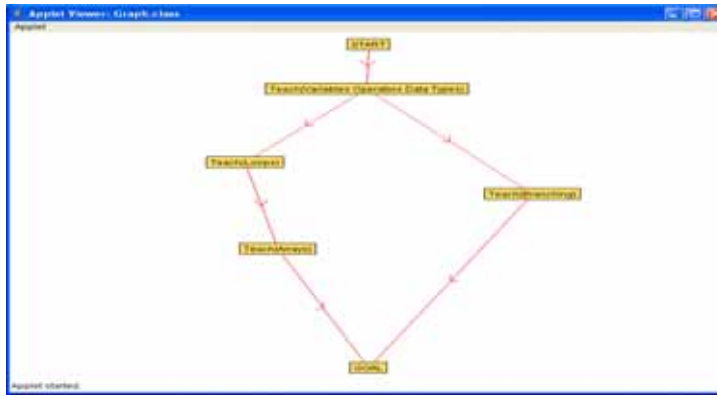 Applet Viewer: Graph.class
Applet
START
Teach(Variables Operation Data Types)
Teach(Loops)
Teach(Branching)
Teach(Arrays)
GOAL
Applet started.